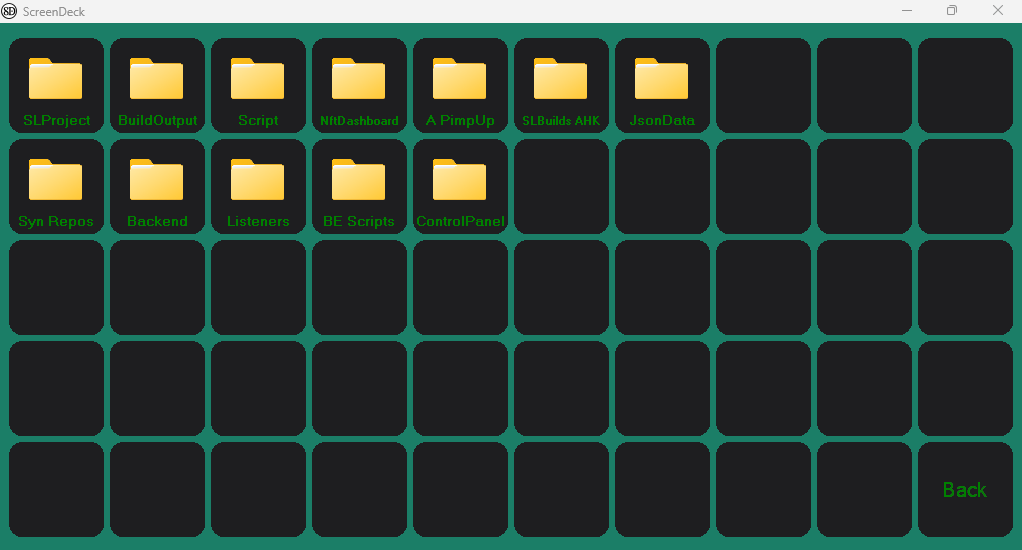 ScreenDeck
SLProject BuildOutput Script NftDashboard A PimpUp SLBuilds AHK JsonData
Syn Repos Backend Listeners BE Scripts ControlPanel
Back